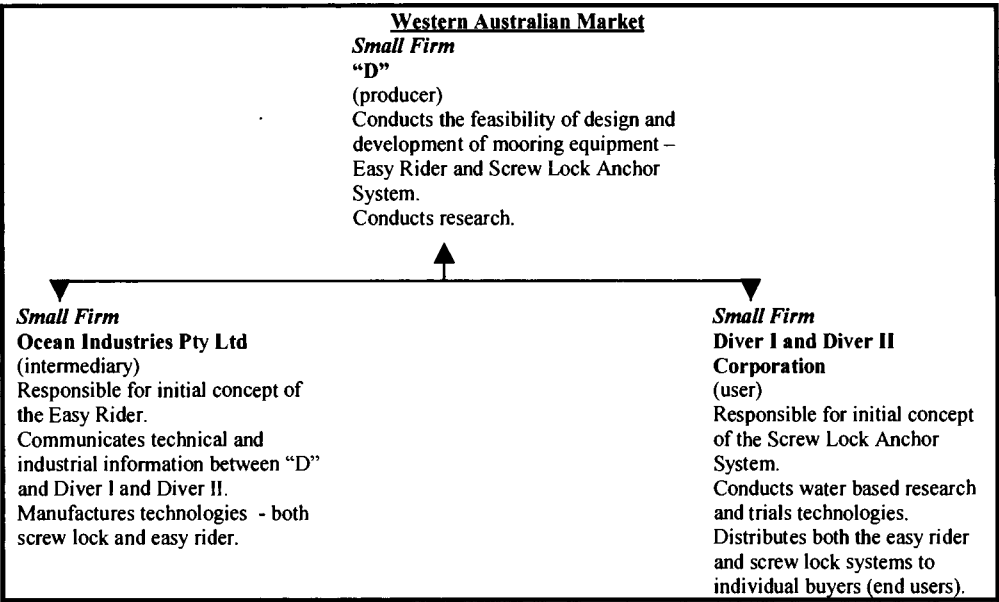 Western Australian Market
Small Firm
“D”
(producer)
Conducts the feasibility of design and
development of mooring equipment –
Easy Rider and Screw Lock Anchor
System.
Conducts research.
Small Firm
Ocean Industries Pty Ltd
(intermediary)
Responsible for initial concept of
the Easy Rider.
Communicates technical and
industrial information between “D”
and Diver I and Diver II.
Manufactures technologies - both
screw lock and easy rider.
Small Firm
Diver I and Diver II
Corporation
(user)
Responsible for initial concept
of the Screw Lock Anchor
System.
Conducts water based research
and trials technologies.
Distributes both the easy rider
and screw lock systems to
individual buyers (end users).